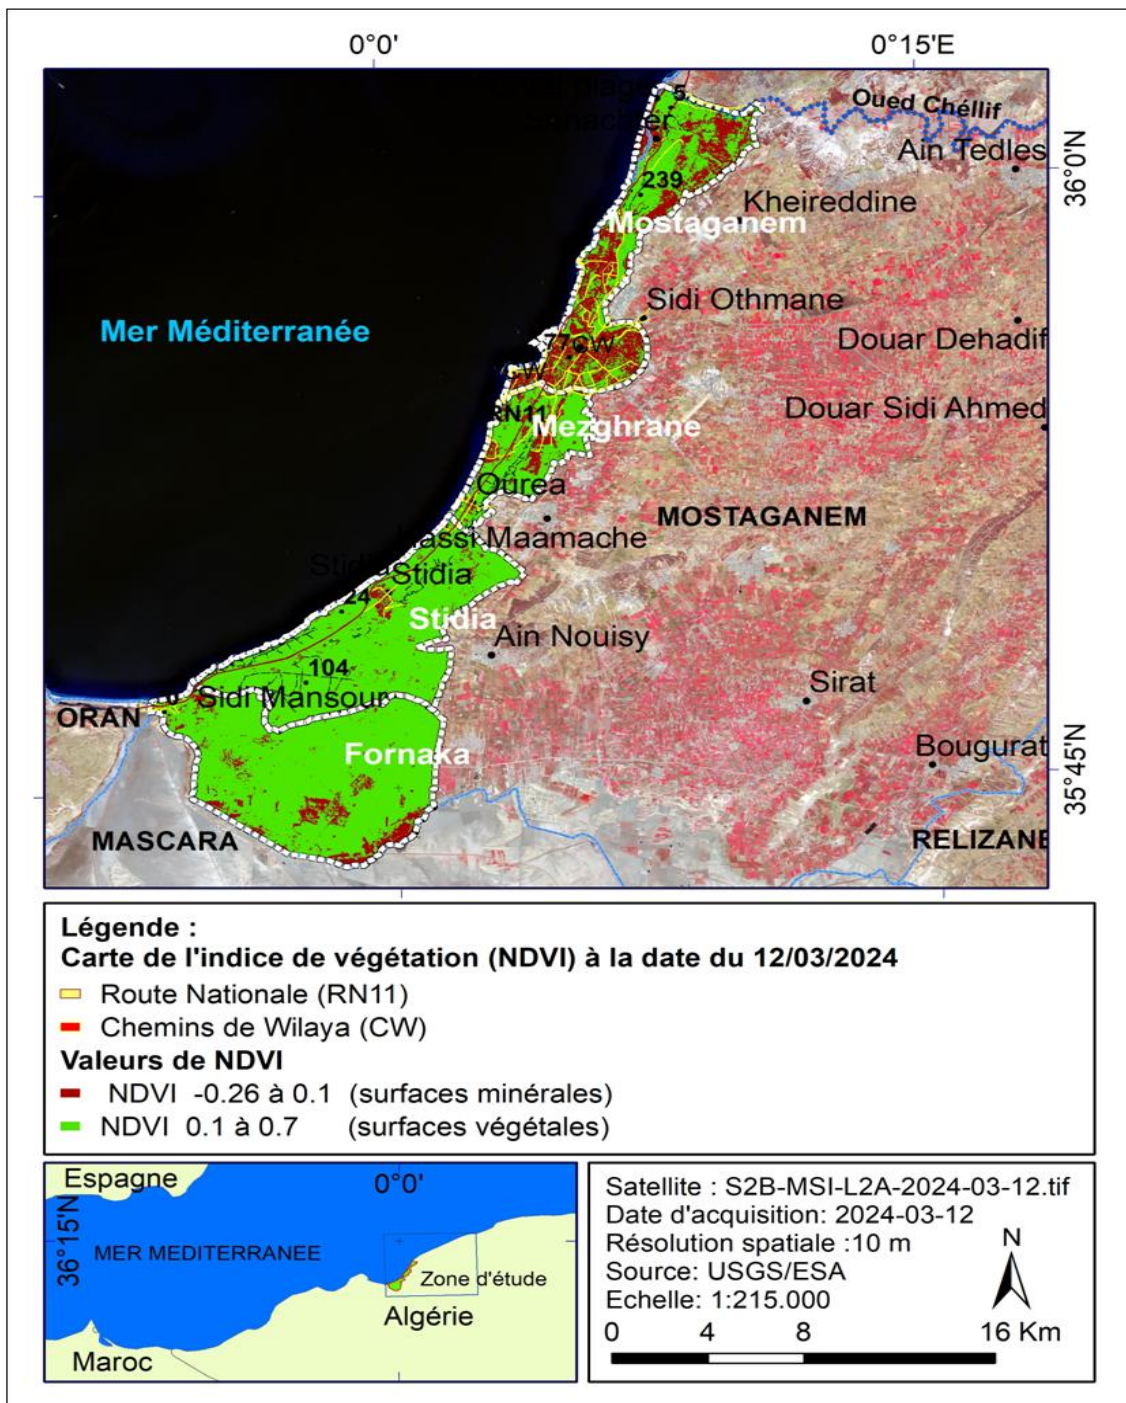 0°0'
0°15'E
5
Oued Chéllif
Ain Tedles
36°0'N
239
Kheireddine
Mostaganem
Sidi Othmane
Mer Méditerranée
Douar Dehadif
77CW
CW
Douar Sidi Ahmed
RN11
Mezghrane
Ourea
MOSTAGANEM
Hassi Maamache
Stidia
Stidia
24
Stidia
Ain Nouisy
104
Sidi Mansour
Sirat
ORAN
Fornaka
Bougurat
35°45'N
MASCARA
RELIZANE
Légende :
Carte de l'indice de végétation (NDVI) à la date du 12/03/2024
Route Nationale (RN11)
Chemins de Wilaya (CW)
Valeurs de NDVI
NDVI -0.26 à 0.1 (surfaces minérales)
NDVI 0.1 à 0.7 (surfaces végétales)
Espagne
0°0'
36°15'N
MER MEDITERRANEE
Zone d'étude
Algérie
Maroc
Satellite : S2B-MSI-L2A-2024-03-12.tif
Date d'acquisition: 2024-03-12
Résolution spatiale :10 m
Source: USGS/ESA
Echelle: 1:215.000
N
0 4 8 16 Km